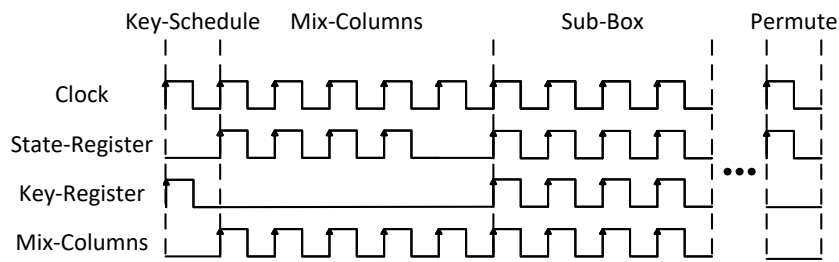 Key-Schedule Mix-Columns Sub-Box Permute
Clock
State-Register
Key-Register
Mix-Columns